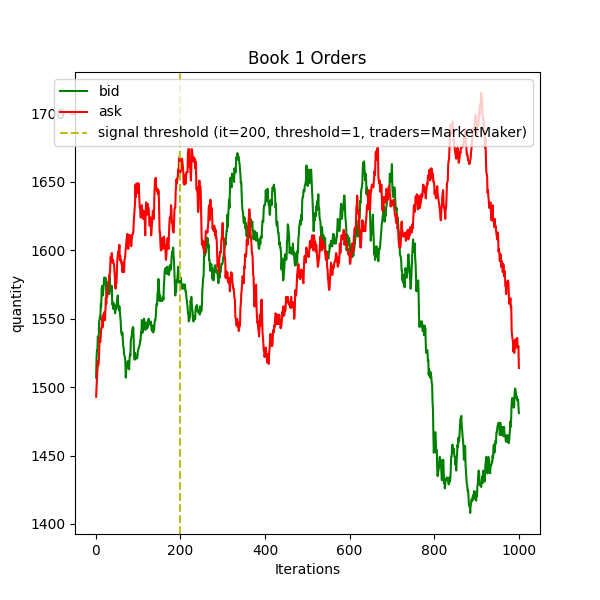 Book 1 Orders
bid
ask
signal threshold (it=200, threshold=1, traders=MarketMaker)
1700
1650
1600
1550
1500
1450
1400
quantity
0 200 400 600 800 1000
Iterations